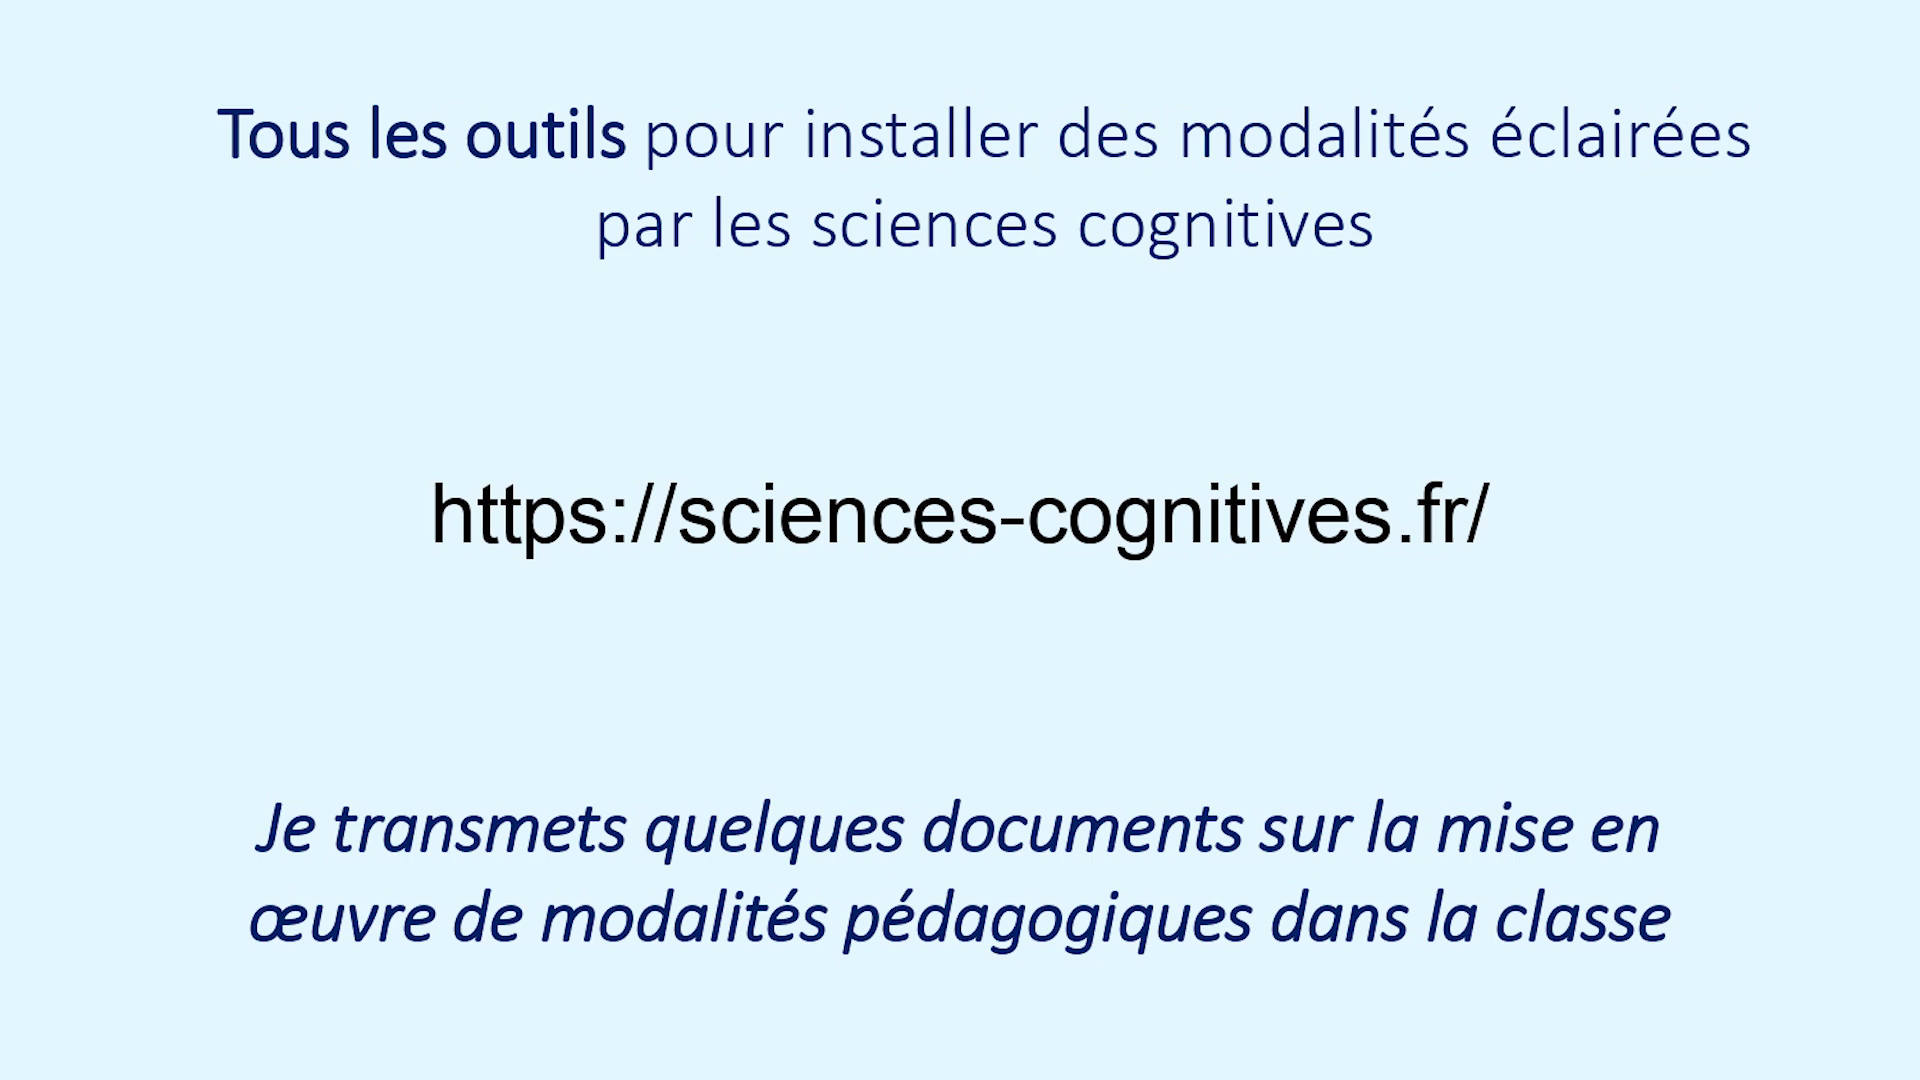 Tous les outils pour installer des modalités éclairées
par les sciences cognitives
https://sciences-cognitives.fr/
Je transmets quelques documents sur la mise en
œuvre de modalités pédagogiques dans la classe